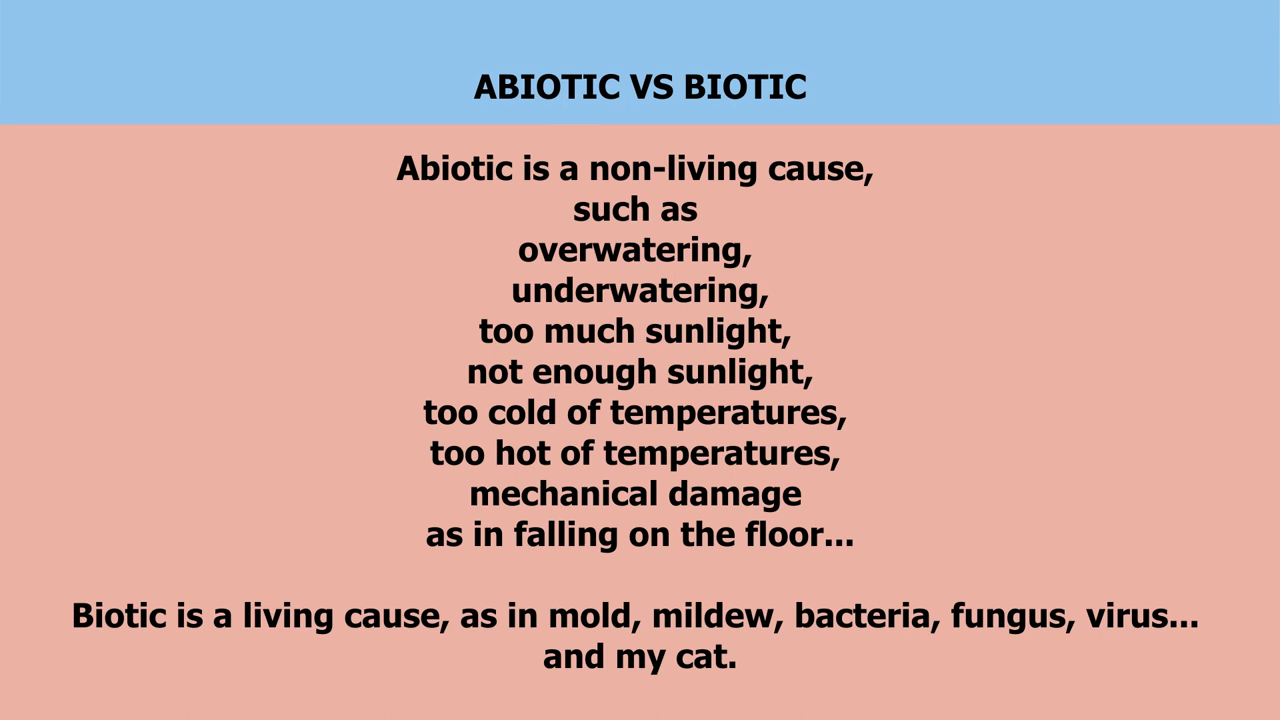 ABIOTIC VS BIOTIC
Abiotic is a non-living cause,
such as
overwatering,
underwatering,
too much sunlight,
not enough sunlight,
too cold of temperatures,
too hot of temperatures,
mechanical damage
as in falling on the floor...
Biotic is a living cause, as in mold, mildew, bacteria, fungus, virus...
and my cat.